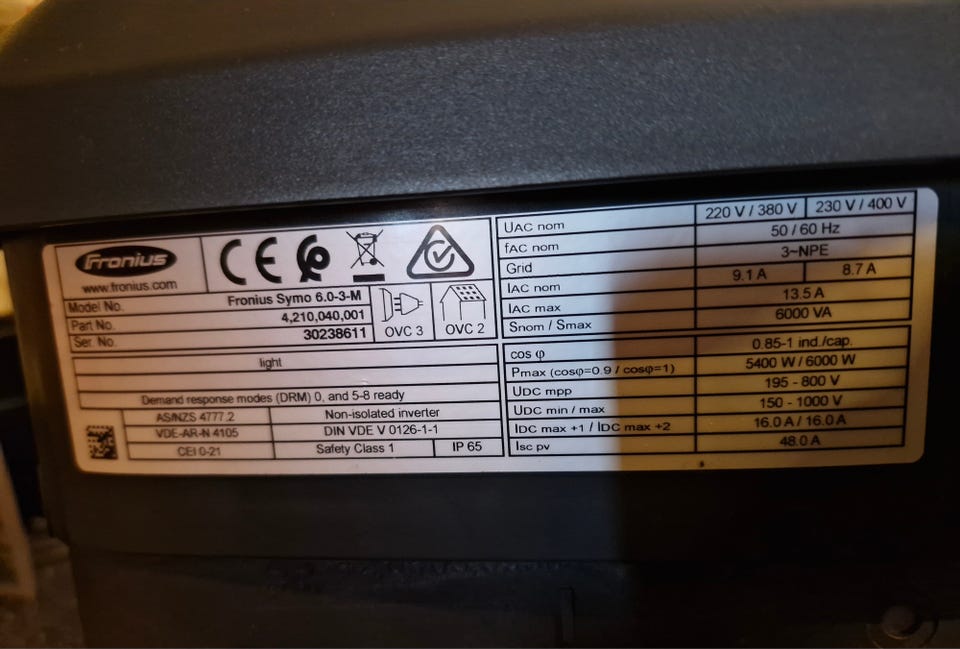 Fronius
www.fronius.com
CE
Model No. Fronius Symo 6.0-3-M
Part No. 4,210,040,001
Ser. No. 30238611
OVC 3 OVC 2
light
Demand response modes (DRM) 0, and 5-8 ready
AS/NZS 4777.2 Non-isolated inverter
VDE-AR-N 4105 DIN VDE V 0126-1-1
CEI 0-21 Safety Class 1 IP 65
UAC nom 220 V / 380 V 230 V / 400 V
fAC nom 50 / 60 Hz
Grid 3~NPE
IAC nom 9.1 A 8.7 A
IAC max 13.5 A
Snom / Smax 6000 VA
cos φ 0.85-1 ind./cap.
Pmax (cosφ=0.9 / cosφ=1) 5400 W / 6000 W
UDC mpp 195 - 800 V
UDC min / max 150 - 1000 V
IDC max +1 / IDC max +2 16.0 A / 16.0 A
Isc pv 48.0 A